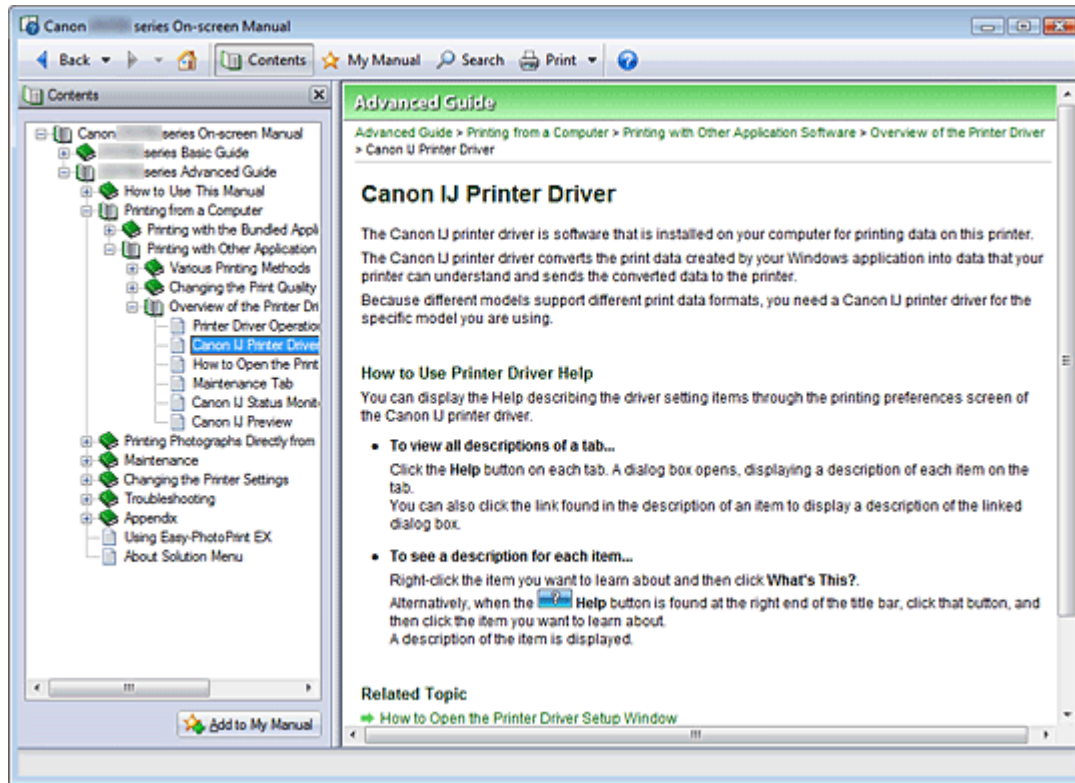 Canon series On-screen Manual
Back
Contents
My Manual
Search
Print
Contents
Canon series On-screen Manual
series Basic Guide
series Advanced Guide
How to Use This Manual
Printing from a Computer
Printing with the Bundled Appli
Printing with Other Application
Various Printing Methods
Changing the Print Quality
Overview of the Printer Dri
Printer Driver Operation
Canon IJ Printer Driver
How to Open the Print
Maintenance Tab
Canon IJ Status Monit
Canon IJ Preview
Printing Photographs Directly from
Maintenance
Changing the Printer Settings
Troubleshooting
Appendix
Using Easy-PhotoPrint EX
About Solution Menu
Add to My Manual
Advanced Guide
Advanced Guide > Printing from a Computer > Printing with Other Application Software > Overview of the Printer Driver
> Canon IJ Printer Driver
Canon IJ Printer Driver
The Canon IJ printer driver is software that is installed on your computer for printing data on this printer.
The Canon IJ printer driver converts the print data created by your Windows application into data that your
printer can understand and sends the converted data to the printer.
Because different models support different print data formats, you need a Canon IJ printer driver for the
specific model you are using.
How to Use Printer Driver Help
You can display the Help describing the driver setting items through the printing preferences screen of
the Canon IJ printer driver.
• To view all descriptions of a tab...
Click the Help button on each tab. A dialog box opens, displaying a description of each item on the
tab.
You can also click the link found in the description of an item to display a description of the linked
dialog box.
• To see a description for each item...
Right-click the item you want to learn about and then click What's This?.
Alternatively, when the Help button is found at the right end of the title bar, click that button, and
then click the item you want to learn about.
A description of the item is displayed.
Related Topic
How to Open the Printer Driver Setup Window